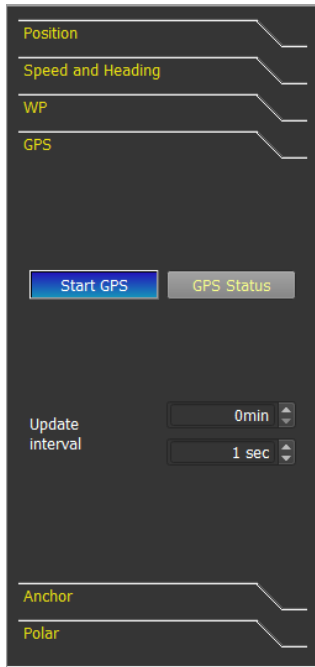 Position
Speed and Heading
WP
GPS
Start GPS
GPS Status
0min
Update
interval
1 sec
Anchor
Polar